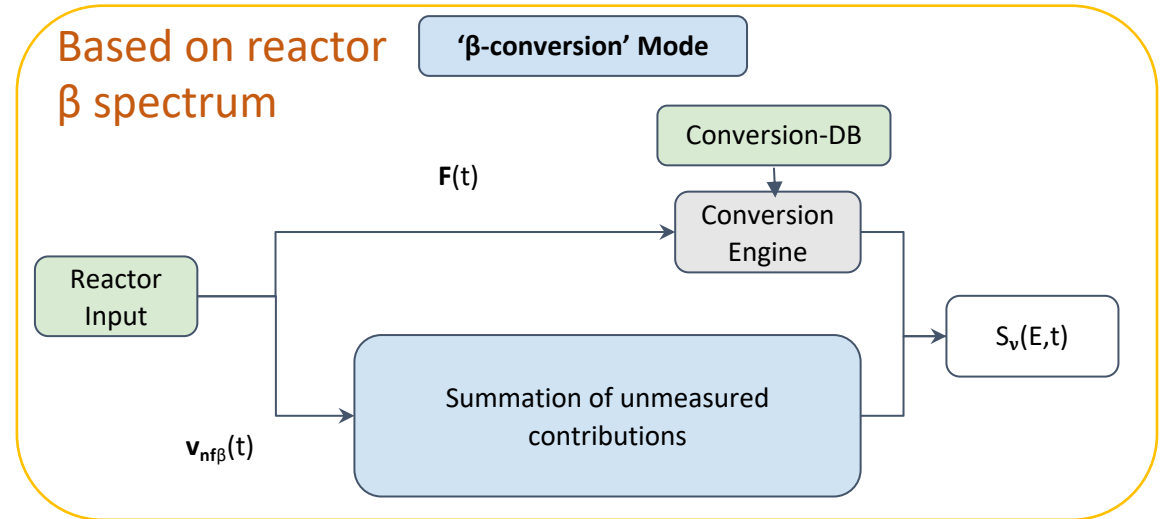 Based on reactor
β spectrum
‘β-conversion’ Mode
Conversion-DB
F(t)
Conversion
Engine
Reactor
Input
Sν(E,t)
Summation of unmeasured
contributions
vnfβ(t)